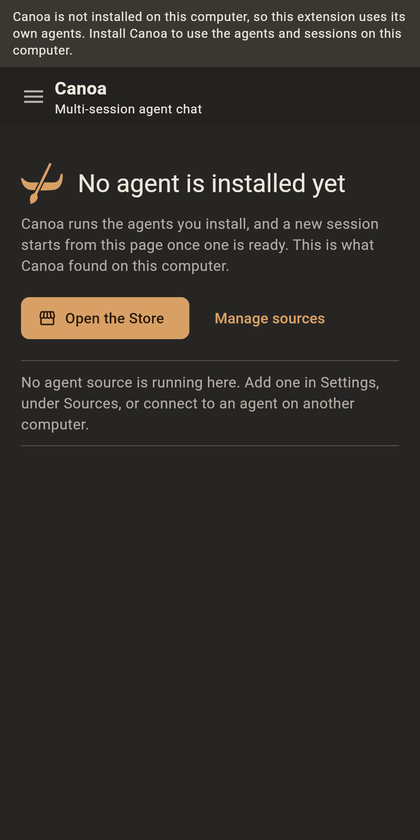 Canoa is not installed on this computer, so this extension uses its
own agents. Install Canoa to use the agents and sessions on this
computer.
Canoa
Multi-session agent chat
No agent is installed yet
Canoa runs the agents you install, and a new session
starts from this page once one is ready. This is what
Canoa found on this computer.
Open the Store
Manage sources
No agent source is running here. Add one in Settings,
under Sources, or connect to an agent on another
computer.